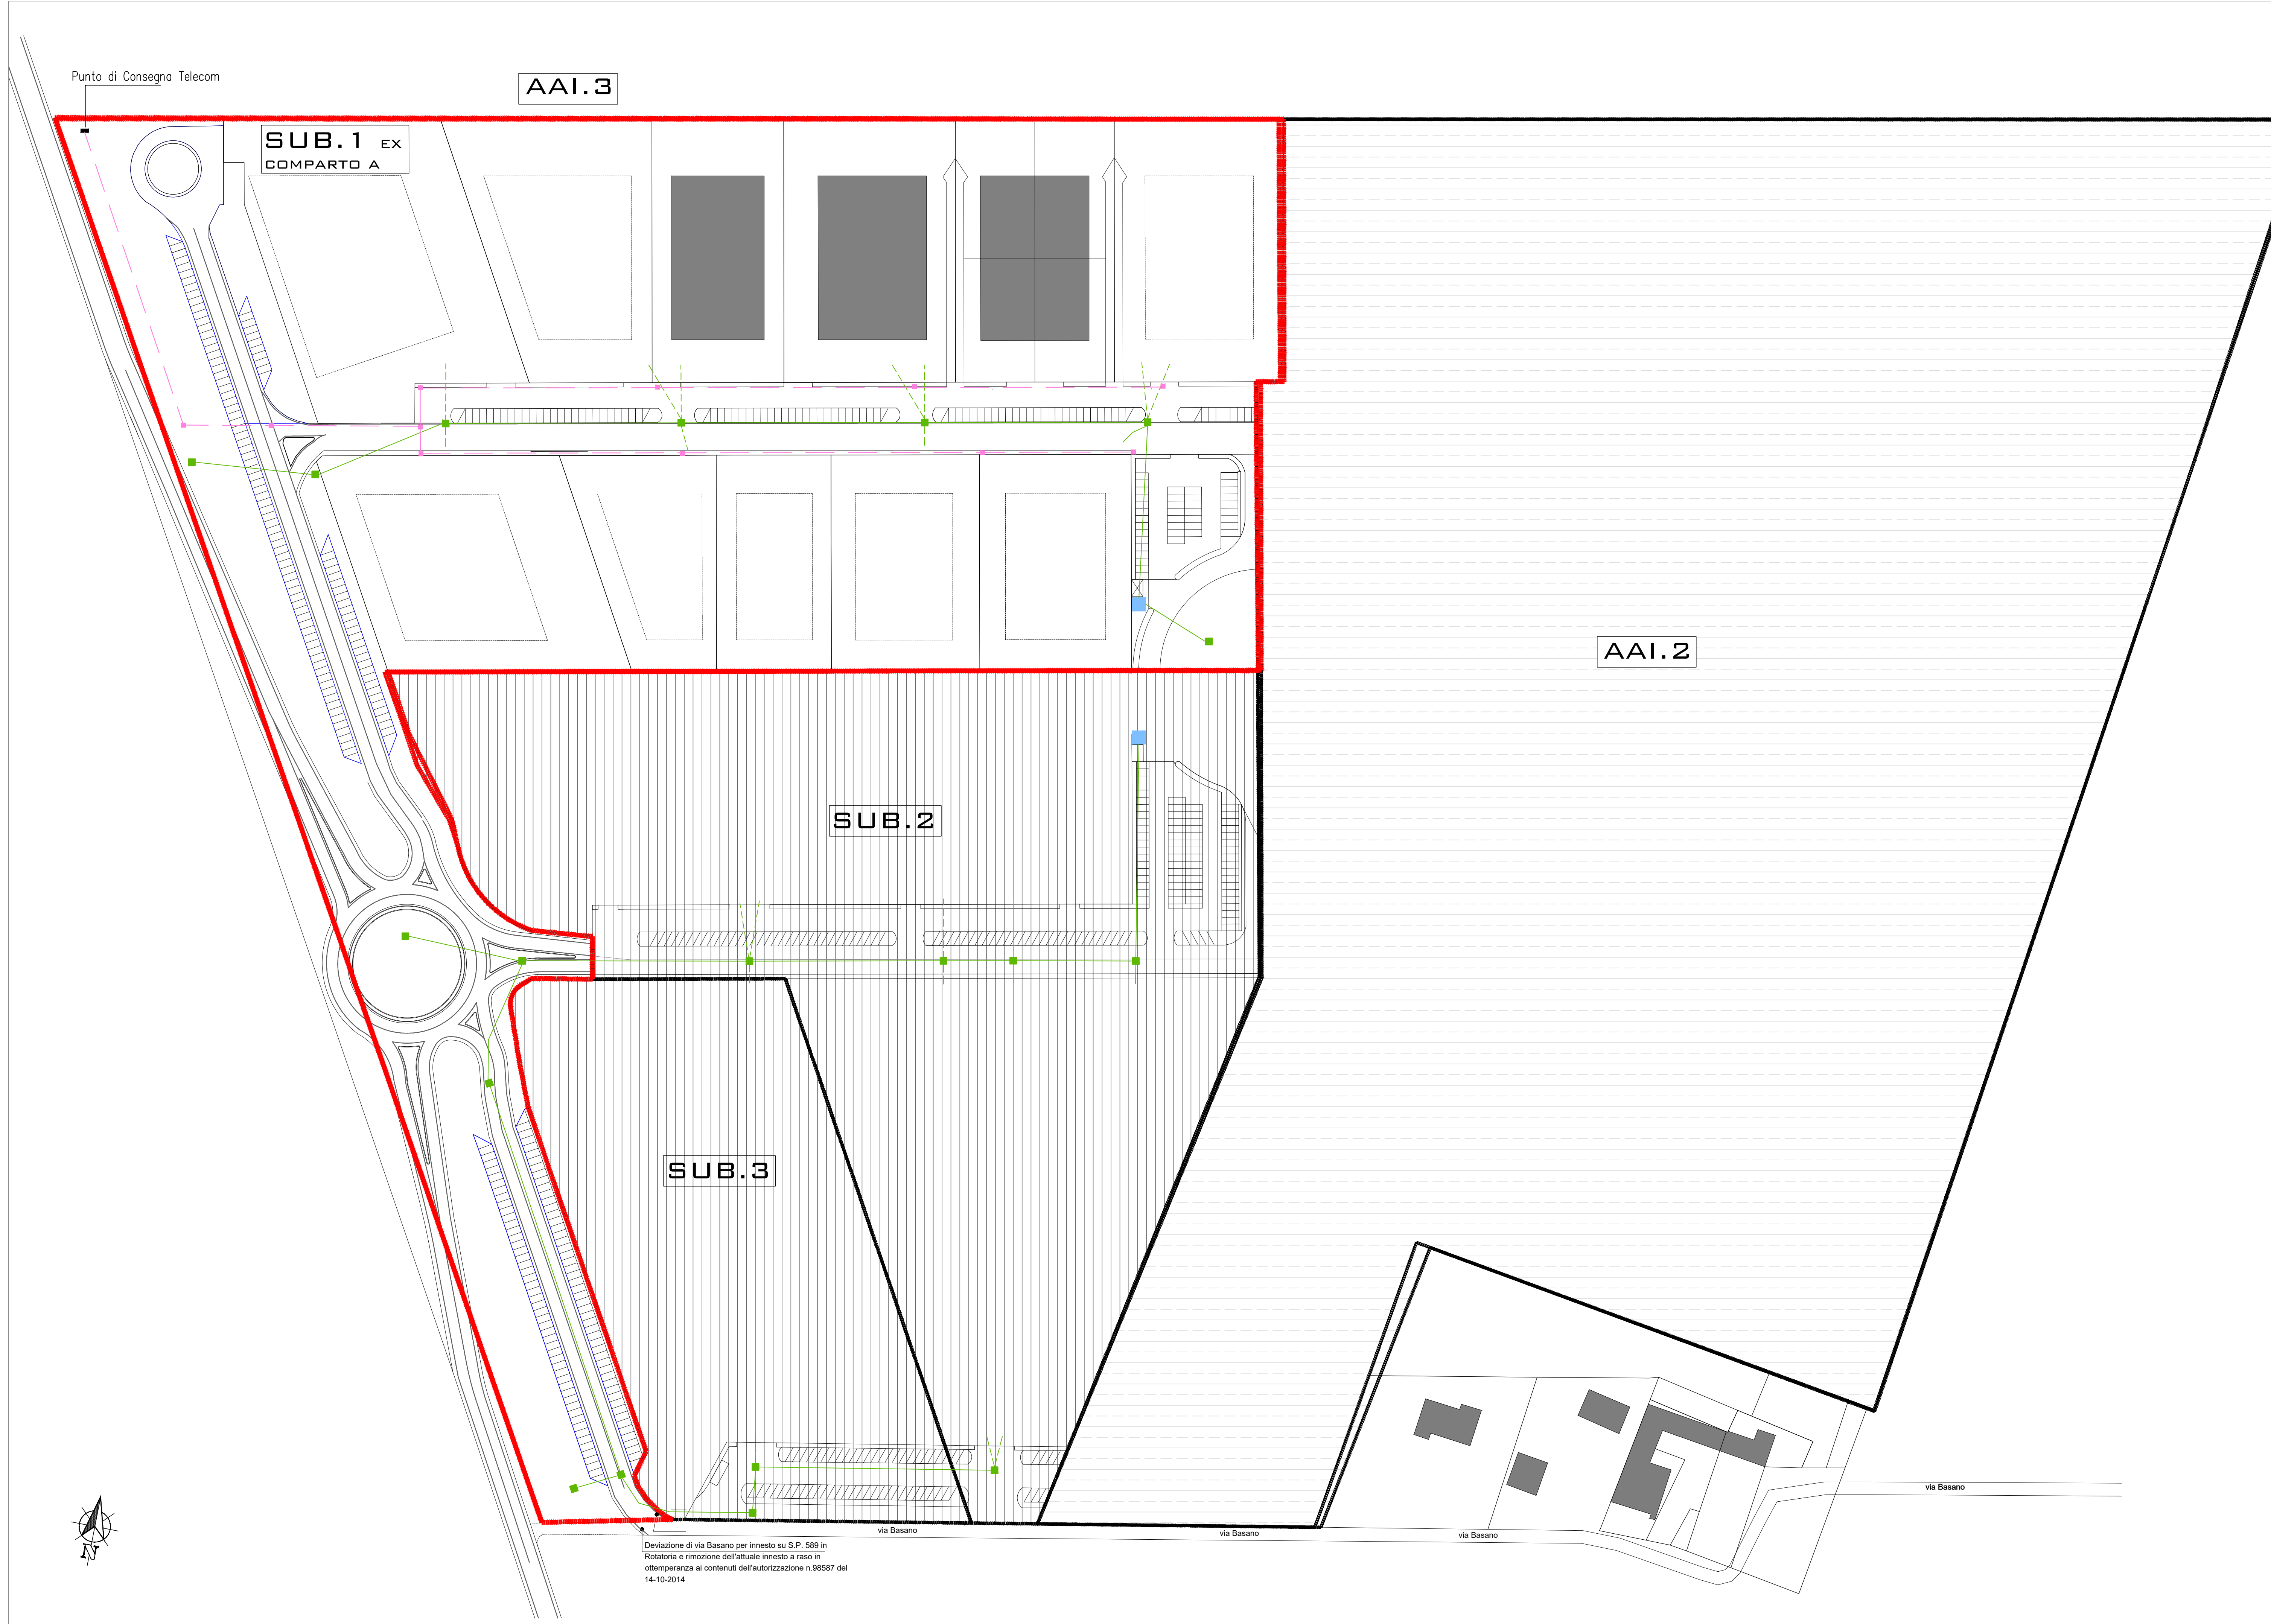 Punto di Consegna Telecom
AAI.3
SUB.1 EX
COMPARTO A
AAI.2
SUB.2
SUB.3
via Basano
via Basano
via Basano
via Basano
Deviazione di via Basano per innesto su S.P. 589 in
Rotatoria e rimozione dell'attuale innesto a raso in
ottemperanza ai contenuti dell'autorizzazione n.98587 del
14-10-2014
N